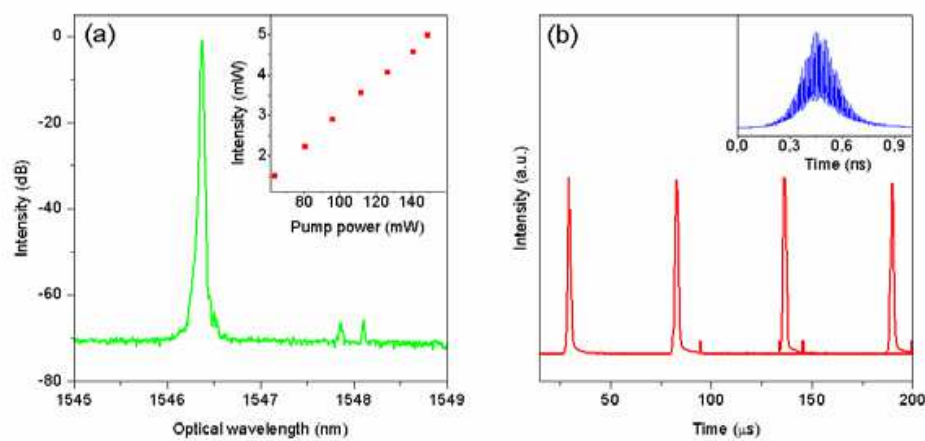 (a)
Intensity (dB)
0
-20
-40
-60
-80
1545
1546
1547
1548
1549
Optical wavelength (nm)
Intensity (mW)
5
4
3
2
80
100
120
140
Pump power (mW)
(b)
Intensity (a.u.)
50
100
150
200
Time (μs)
0.0
0.3
0.6
0.9
Time (ns)